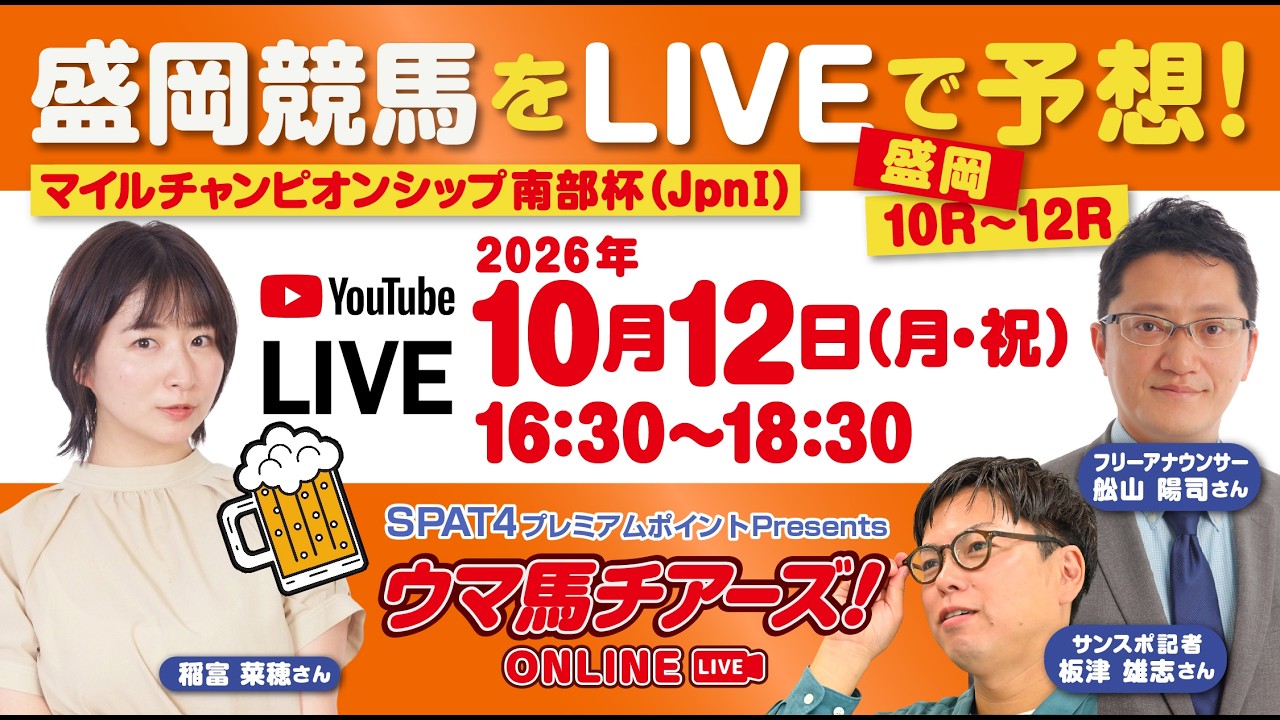 盛岡競馬をLIVEで予想!
マイルチャンピオンシップ南部杯(JpnI)
盛岡
10R~12R
YouTube
LIVE
2026年
10月12日(月・祝)
16:30~18:30
フリーアナウンサー
舩山 陽司さん
SPAT4プレミアムポイントPresents
ウマ馬チアーズ!
ONLINE LIVE
稲富 菜穂さん
サンスポ記者
板津 雄志さん